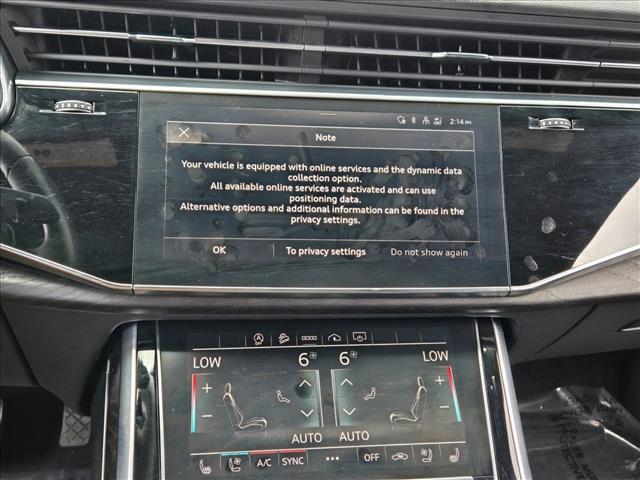 2:14 PM
Note
Your vehicle is equipped with online services and the dynamic data
collection option.
All available online services are activated and can use
positioning data.
Alternative options and additional information can be found in the
privacy settings.
OK To privacy settings Do not show again
LOW 6 6 LOW
+ +
− −
AUTO AUTO
A/C SYNC ••• OFF